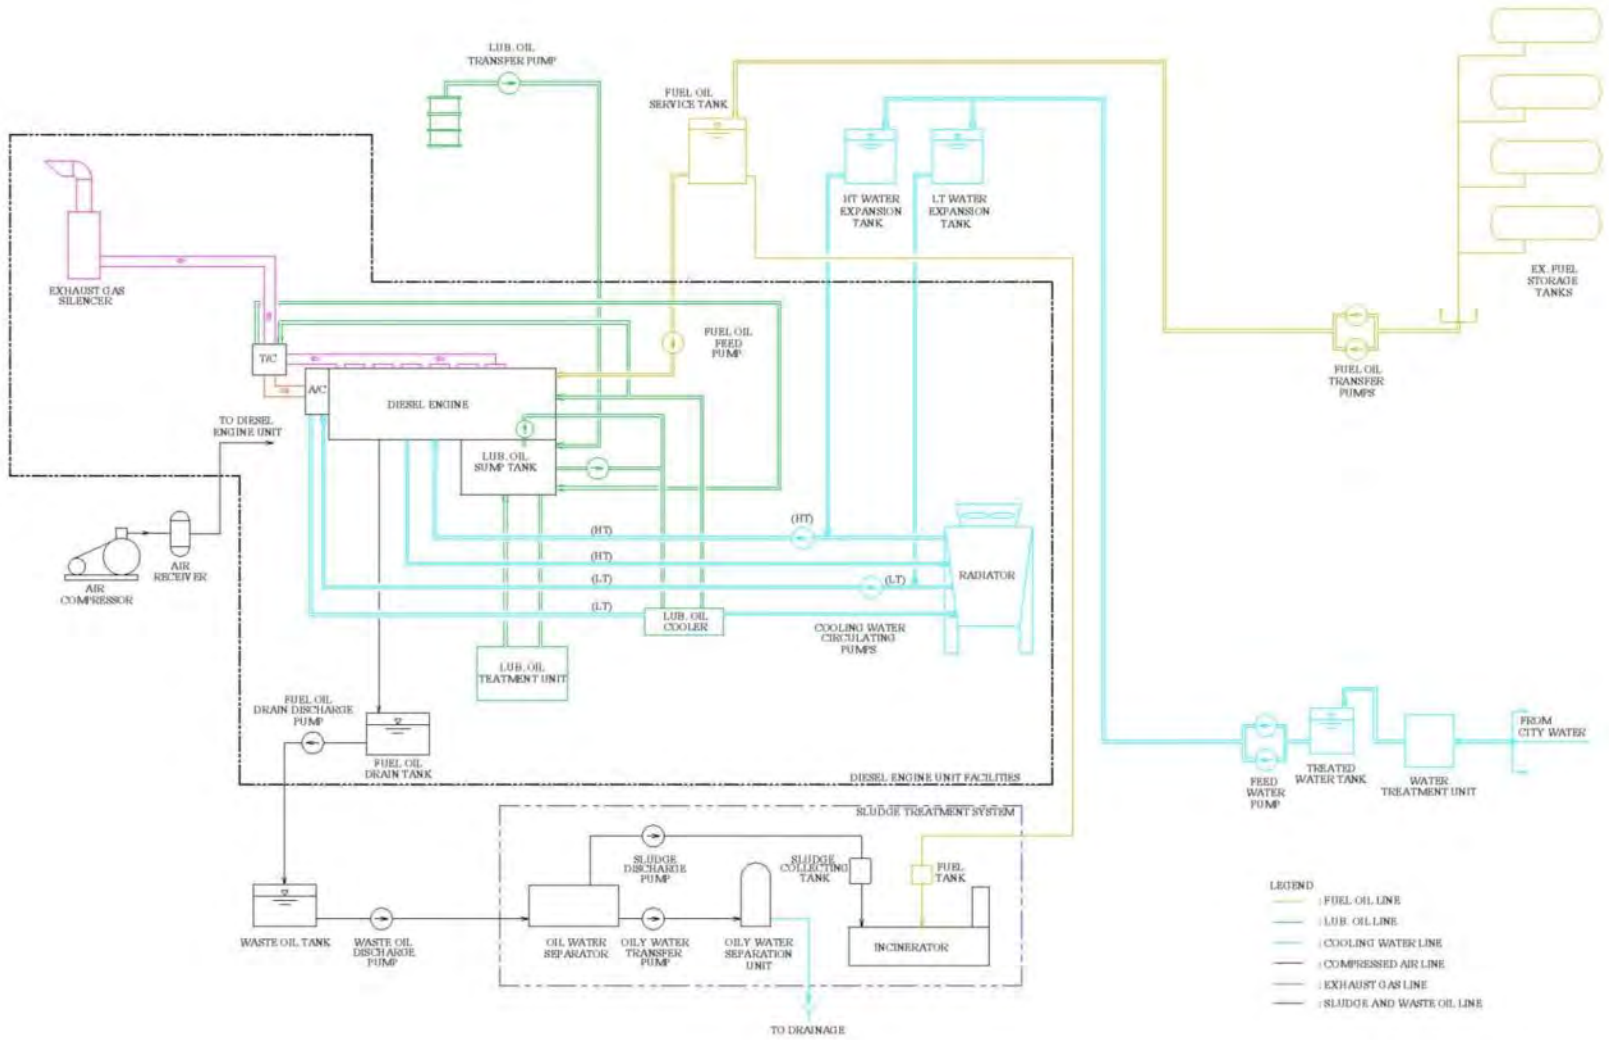 LUB. OIL
TRANSFER PUMP
FUEL OIL
SERVICE TANK
HT WATER
EXPANSION
TANK
LT WATER
EXPANSION
TANK
EX. FUEL
STORAGE
TANKS
EXHAUST GAS
SILENCER
T/C
A/C
DIESEL ENGINE
FUEL OIL
FEED
PUMP
FUEL OIL
TRANSFER
PUMPS
TO DIESEL
ENGINE UNIT
LUB. OIL
SUMP TANK
AIR
COMPRESSOR
AIR
RECEIVER
(HT)
(HT)
(HT)
(LT)
(LT)
(LT)
RADIATOR
LUB. OIL
COOLER
COOLING WATER
CIRCULATING
PUMPS
LUB. OIL
TEATMENT UNIT
FUEL OIL
DRAIN DISCHARGE
PUMP
FUEL OIL
DRAIN TANK
DIESEL ENGINE UNIT FACILITIES
FEED
WATER
PUMP
TREATED
WATER TANK
WATER
TREATMENT UNIT
FROM
CITY WATER
SLUDGE TREATMENT SYSTEM
SLUDGE
DISCHARGE
PUMP
SLUDGE
COLLECTING
TANK
FUEL
TANK
WASTE OIL TANK
WASTE OIL
DISCHARGE
PUMP
OIL WATER
SEPARATOR
OILY WATER
TRANSFER
PUMP
OILY WATER
SEPARATION
UNIT
INCINERATOR
TO DRAINAGE
LEGEND
: FUEL OIL LINE
: LUB. OIL LINE
: COOLING WATER LINE
: COMPRESSED AIR LINE
: EXHAUST GAS LINE
: SLUDGE AND WASTE OIL LINE